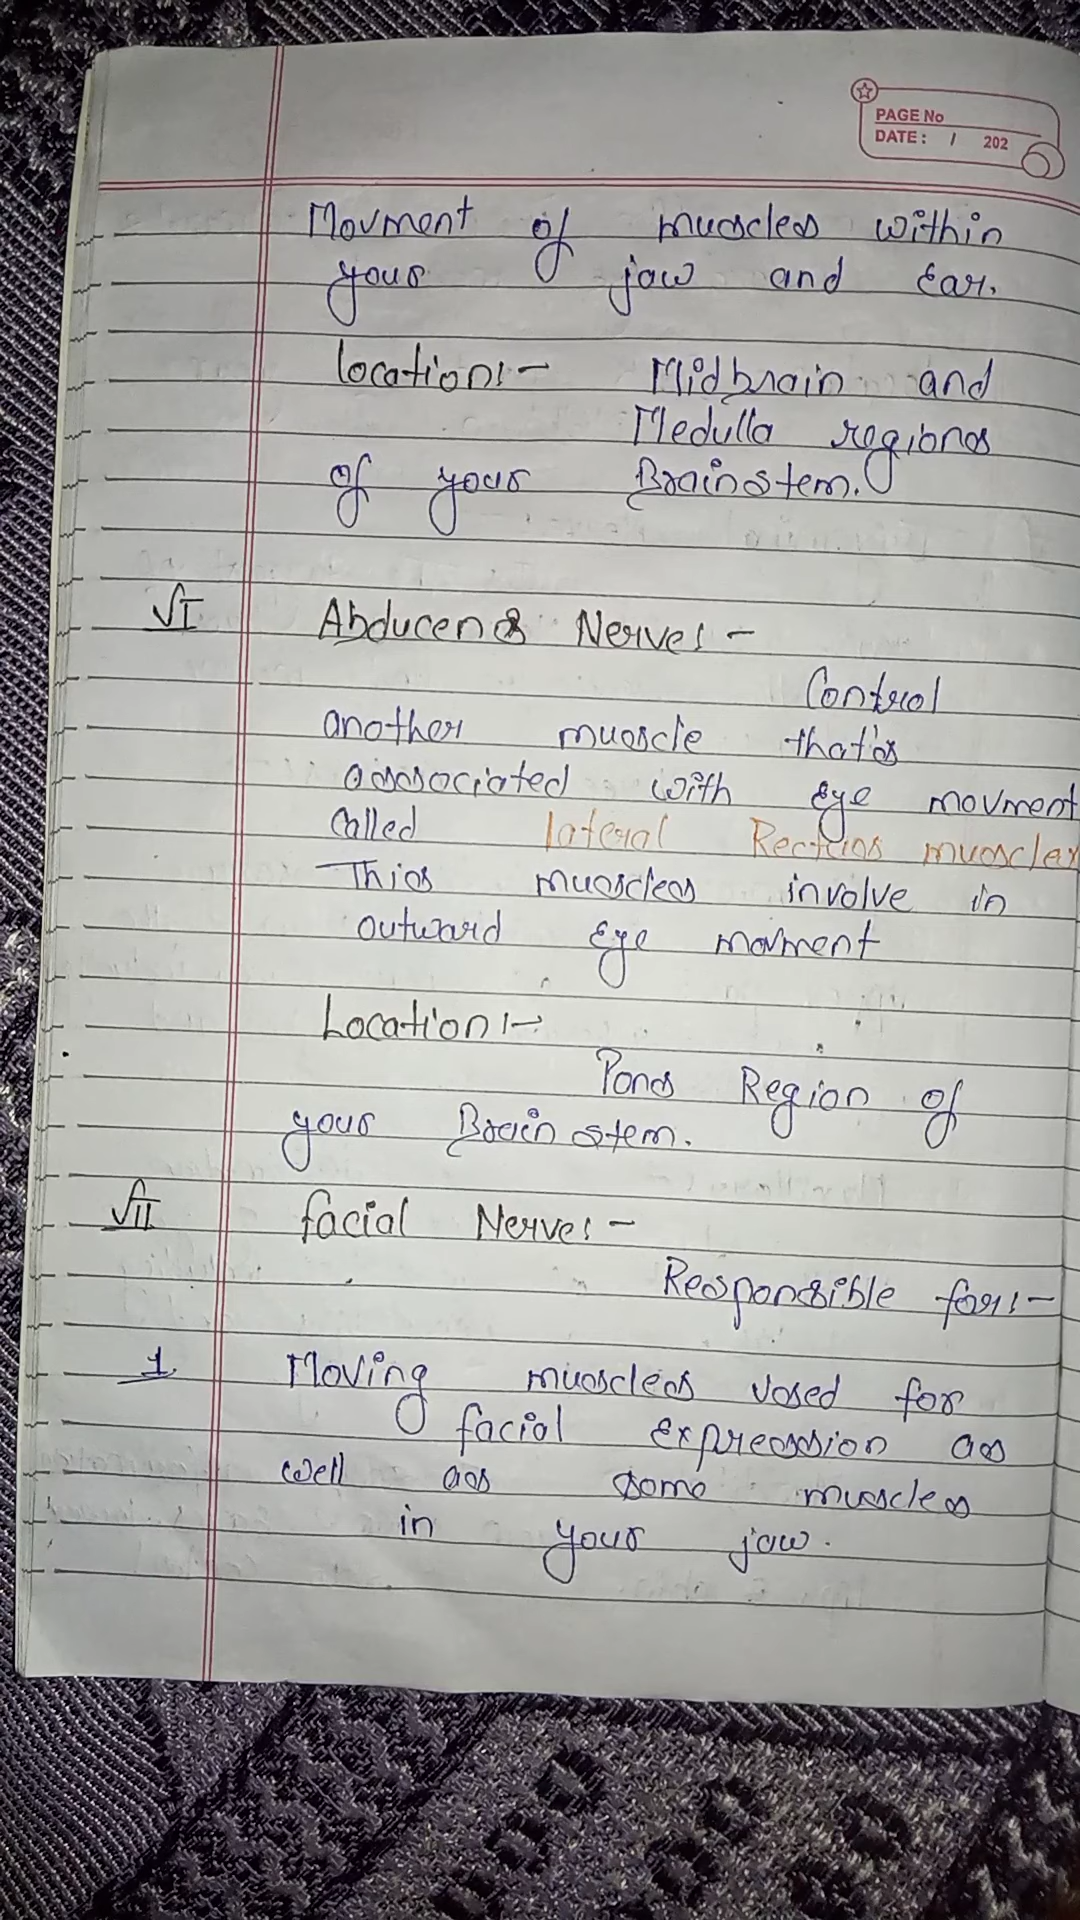 PAGE No
DATE: / 202
Movment of muscles within
your jaw and Ear.
location:- Midbrain and
Medulla regions
of your Brainstem.
VI Abducens Nerve:-
Control
another muscle that's
associated with Eye movment
Called lateral Rectus muscles
This muscles involve in
outward Eye movment
Location:-
Pons Region of
your Brain stem.
VII facial Nerve:-
Responsible for:-
1 Moving muscles Used for
facial expression as
well as some muscles
in your jaw.